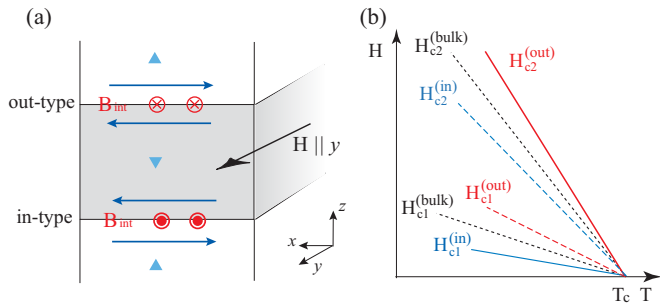 (a)
out-type
B_int
H || y
in-type
B_int
z
x
y
(b)
H
H_c2^(bulk)
H_c2^(out)
H_c2^(in)
H_c1^(out)
H_c1^(bulk)
H_c1^(in)
T_c T